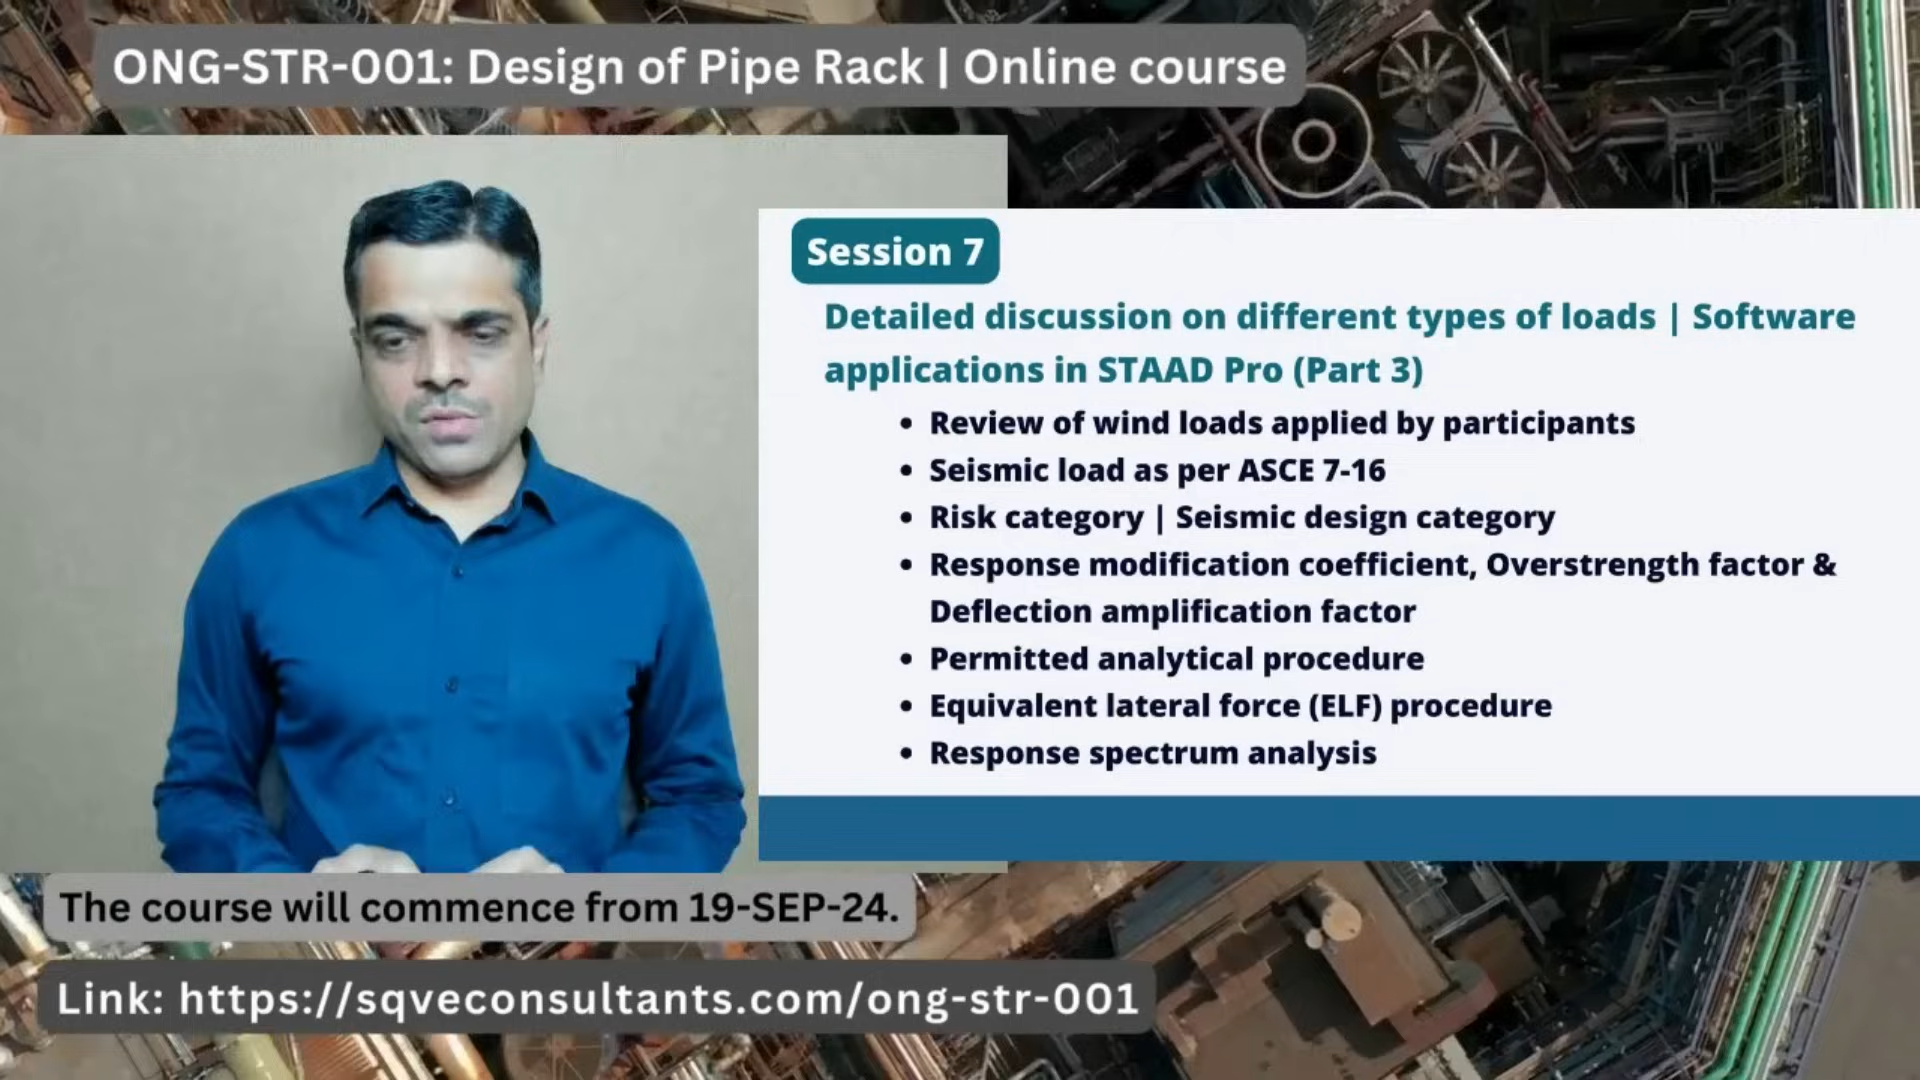 ONG-STR-001: Design of Pipe Rack | Online course
Session 7
Detailed discussion on different types of loads | Software
applications in STAAD Pro (Part 3)
• Review of wind loads applied by participants
• Seismic load as per ASCE 7-16
• Risk category | Seismic design category
• Response modification coefficient, Overstrength factor &
Deflection amplification factor
• Permitted analytical procedure
• Equivalent lateral force (ELF) procedure
• Response spectrum analysis
The course will commence from 19-SEP-24.
Link: https://sqveconsultants.com/ong-str-001